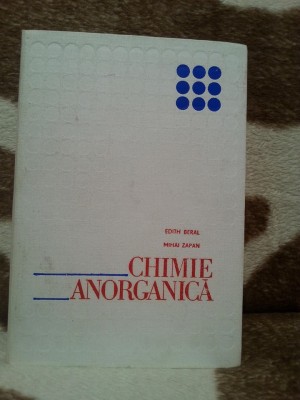 EDITH BERAL
MIHAI ZAPAN
CHIMIE
ANORGANICĂ